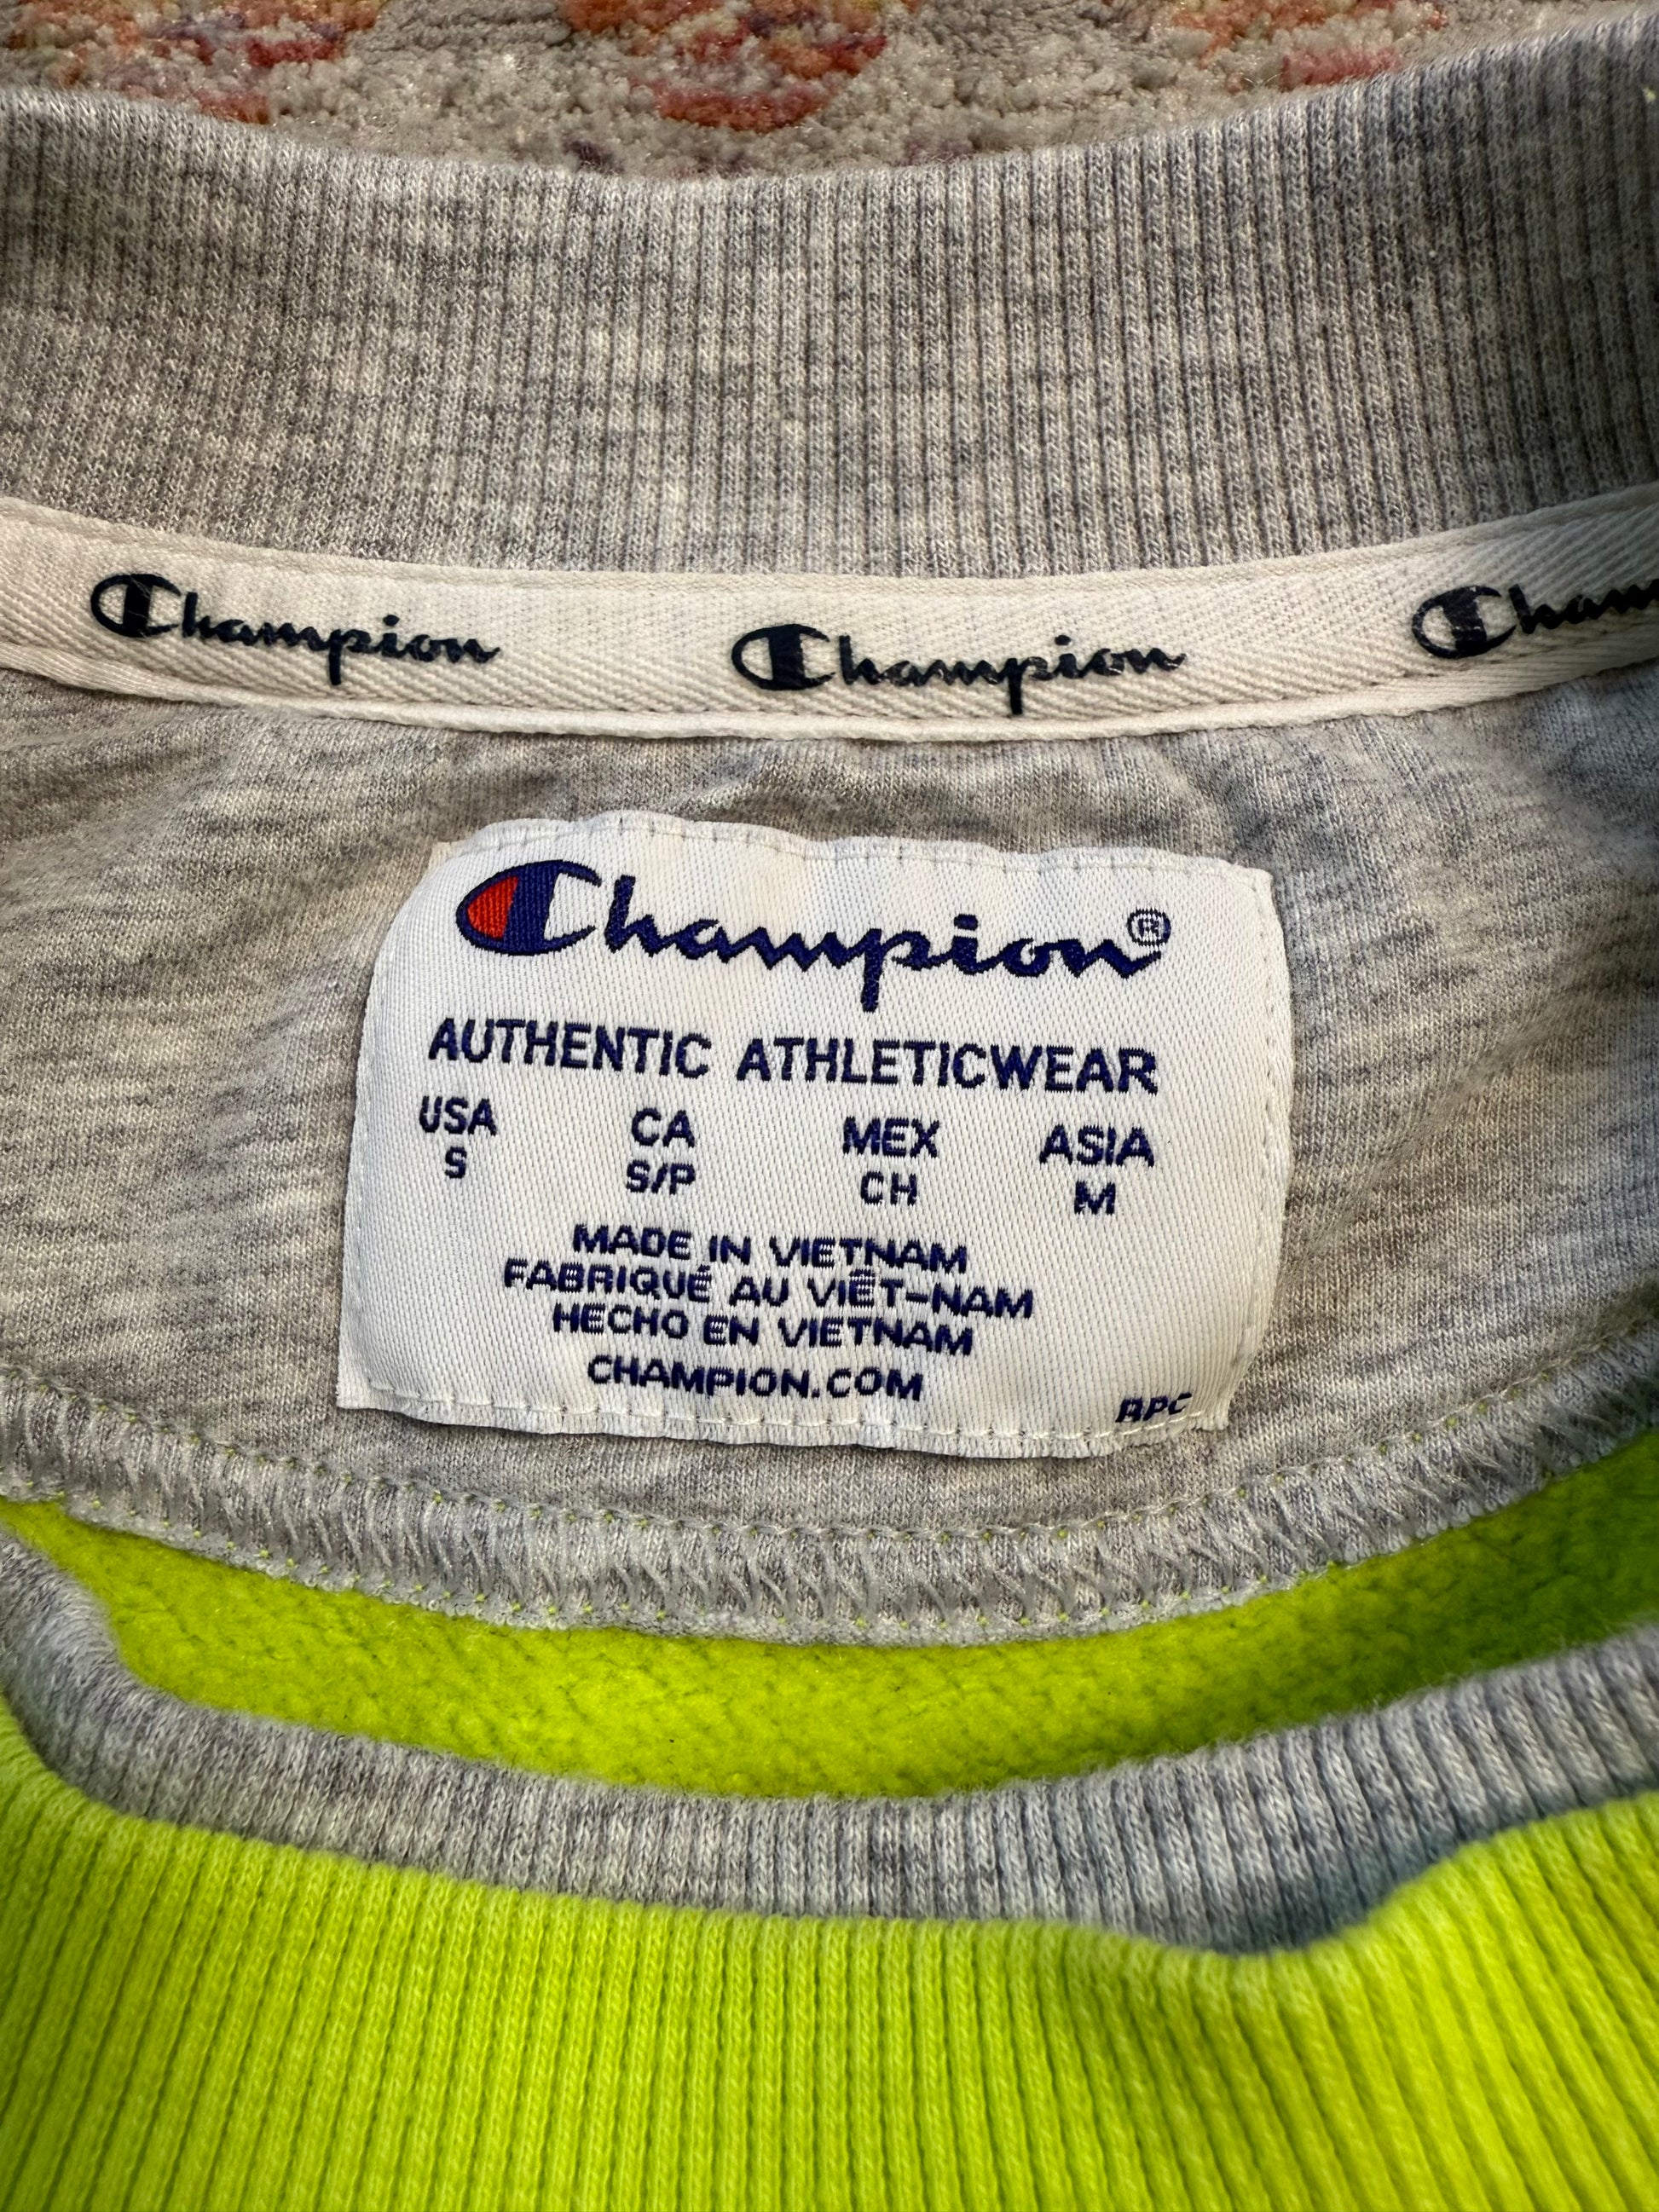 Champion Champion Cham
Champion®
AUTHENTIC ATHLETICWEAR
USA CA MEX ASIA
S S/P CH M
MADE IN VIETNAM
FABRIQUÉ AU VIÊT-NAM
HECHO EN VIETNAM
CHAMPION.COM
RPC